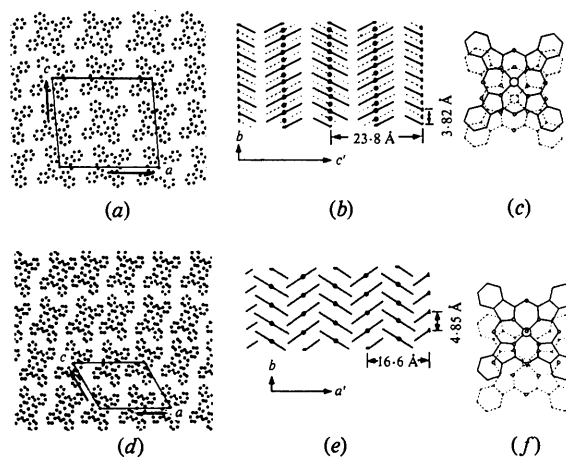 c
a
b
c'
23·8 Å
3·82 Å
(a)
(b)
(c)
c
a
b
a'
16·6 Å
4·85 Å
(d)
(e)
(f)